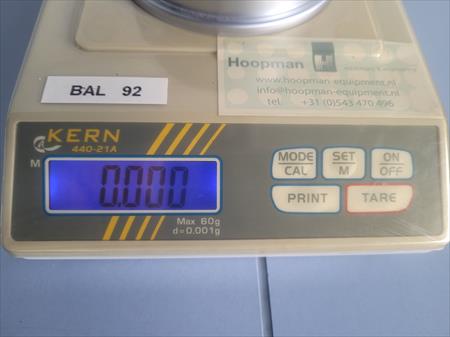 Hoopman
www.hoopman-equipment.nl
info@hoopman-equipment.nl
tel. +31 (0)543 470 496
BAL 92
KERN
440-21A
M
0.000
Max 60g
d=0.001g
MODE
CAL
SET
M
ON
OFF
PRINT
TARE